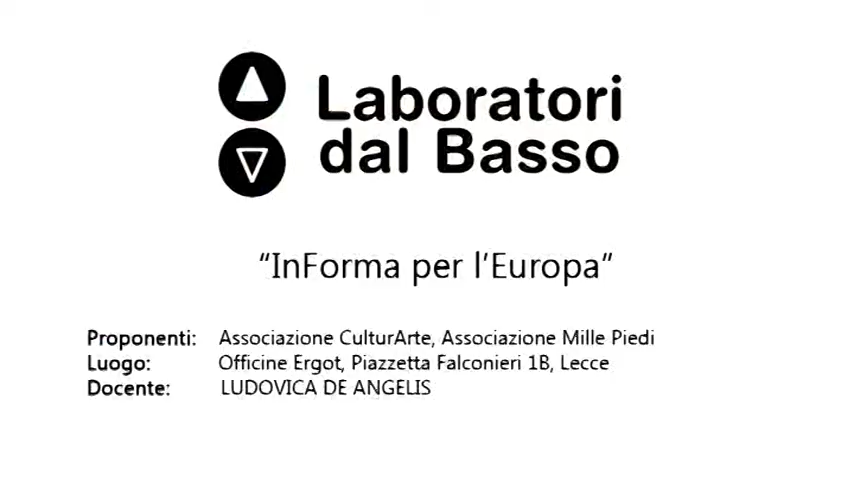 Laboratori
dal Basso
“InForma per l’Europa”
Proponenti: Associazione CulturArte, Associazione Mille Piedi
Luogo: Officine Ergot, Piazzetta Falconieri 1B, Lecce
Docente: LUDOVICA DE ANGELIS